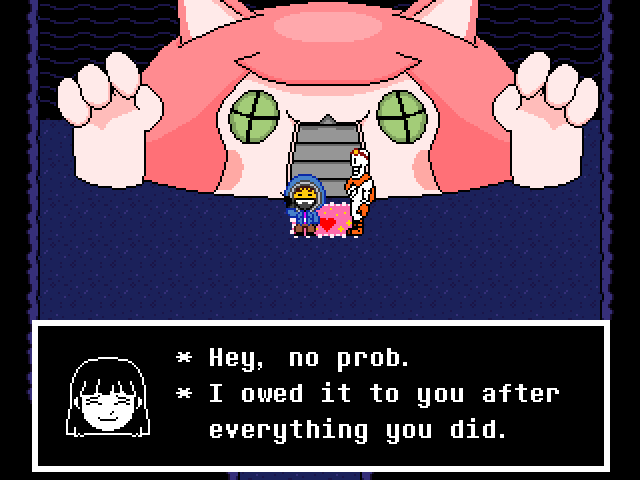 * Hey, no prob.
* I owed it to you after
everything you did.